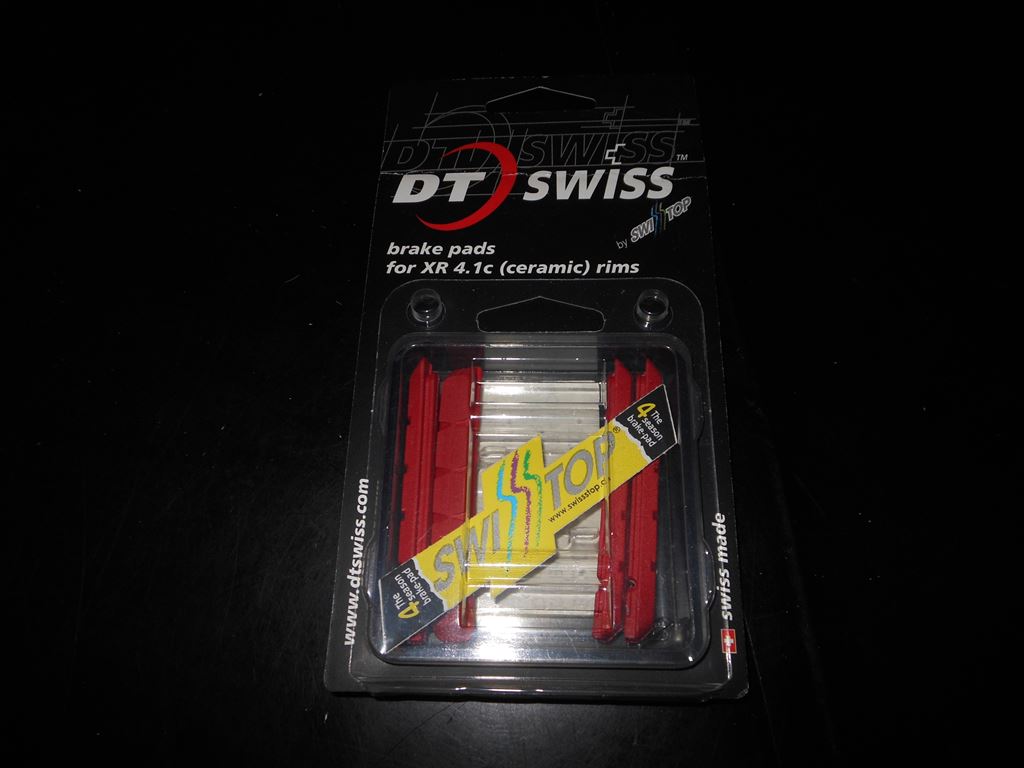 DT SWISS ™
DT SWISS ™
by SWISSTOP
brake pads
for XR 4.1c (ceramic) rims
4 The
season
brake-pad
SWISSTOP®
www.swissstop.c
4 The
season
brake-pad
www.dtswiss.com
swiss made